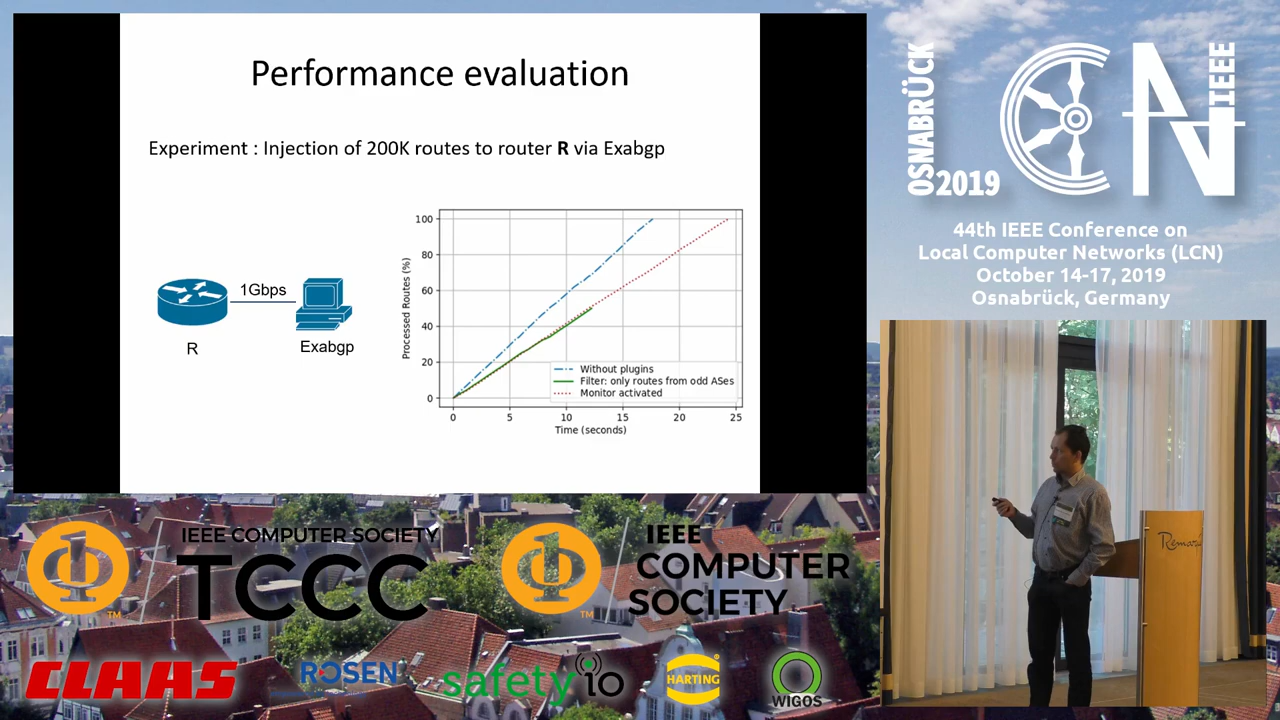 Performance evaluation
Experiment : Injection of 200K routes to router R via Exabgp
1Gbps
R
Exabgp
Processed Routes (%)
100
80
60
40
20
0
Without plugins
Filter: only routes from odd ASes
Monitor activated
0 5 10 15 20 25
Time (seconds)
OSNABRÜCK
2019
LCN
IEEE
44th IEEE Conference on
Local Computer Networks (LCN)
October 14-17, 2019
Osnabrück, Germany
IEEE COMPUTER SOCIETY
TCCC
TM
IEEE
COMPUTER
SOCIETY
TM
CLAAS
ROSEN
safety io
HARTING
WIGOS